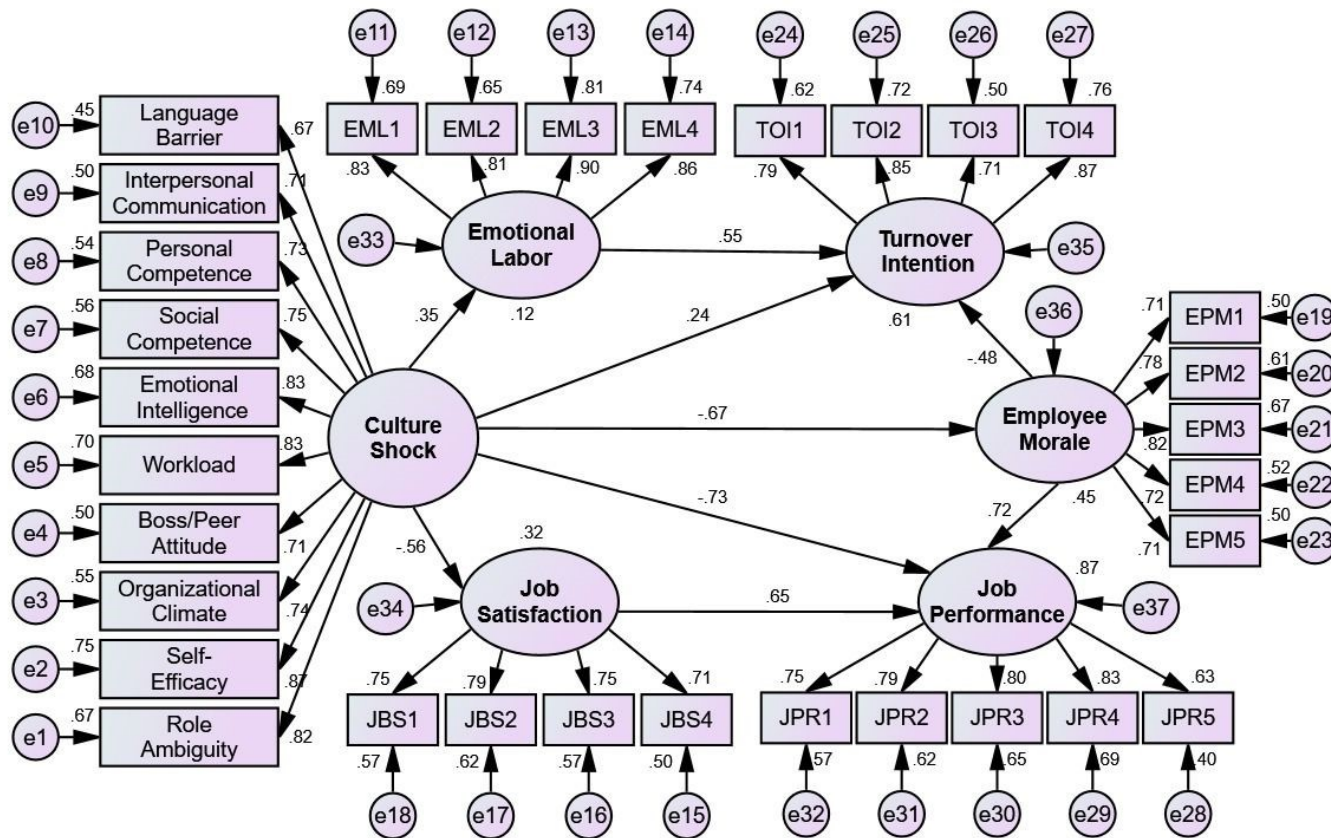 e11
e12
e13
e14
e24
e25
e26
e27
.69
.65
.81
.74
.62
.72
.50
.76
EML1
EML2
EML3
EML4
TOI1
TOI2
TOI3
TOI4
.83
.81
.90
.86
.79
.85
.71
.87
e10
.45
Language
Barrier
.67
e9
.50
Interpersonal
Communication
.71
e8
.54
Personal
Competence
.73
e7
.56
Social
Competence
.75
e6
.68
Emotional
Intelligence
.83
e5
.70
Workload
.83
e4
.50
Boss/Peer
Attitude
.71
e3
.55
Organizational
Climate
.74
e2
.75
Self-
Efficacy
.87
e1
.67
Role
Ambiguity
.82
e33
Emotional
Labor
.12
.55
Turnover
Intention
.61
e35
.35
.24
e36
-.48
Culture
Shock
-.67
Employee
Morale
.45
.71
EPM1
.50
e19
.78
EPM2
.61
e20
.82
EPM3
.67
e21
.72
EPM4
.52
e22
.71
EPM5
.50
e23
-.73
.72
-.56
.32
e34
Job
Satisfaction
.65
Job
Performance
.87
e37
.75
.79
.75
.71
.75
.79
.80
.83
.63
JBS1
JBS2
JBS3
JBS4
JPR1
JPR2
JPR3
JPR4
JPR5
.57
.62
.57
.50
.57
.62
.65
.69
.40
e18
e17
e16
e15
e32
e31
e30
e29
e28